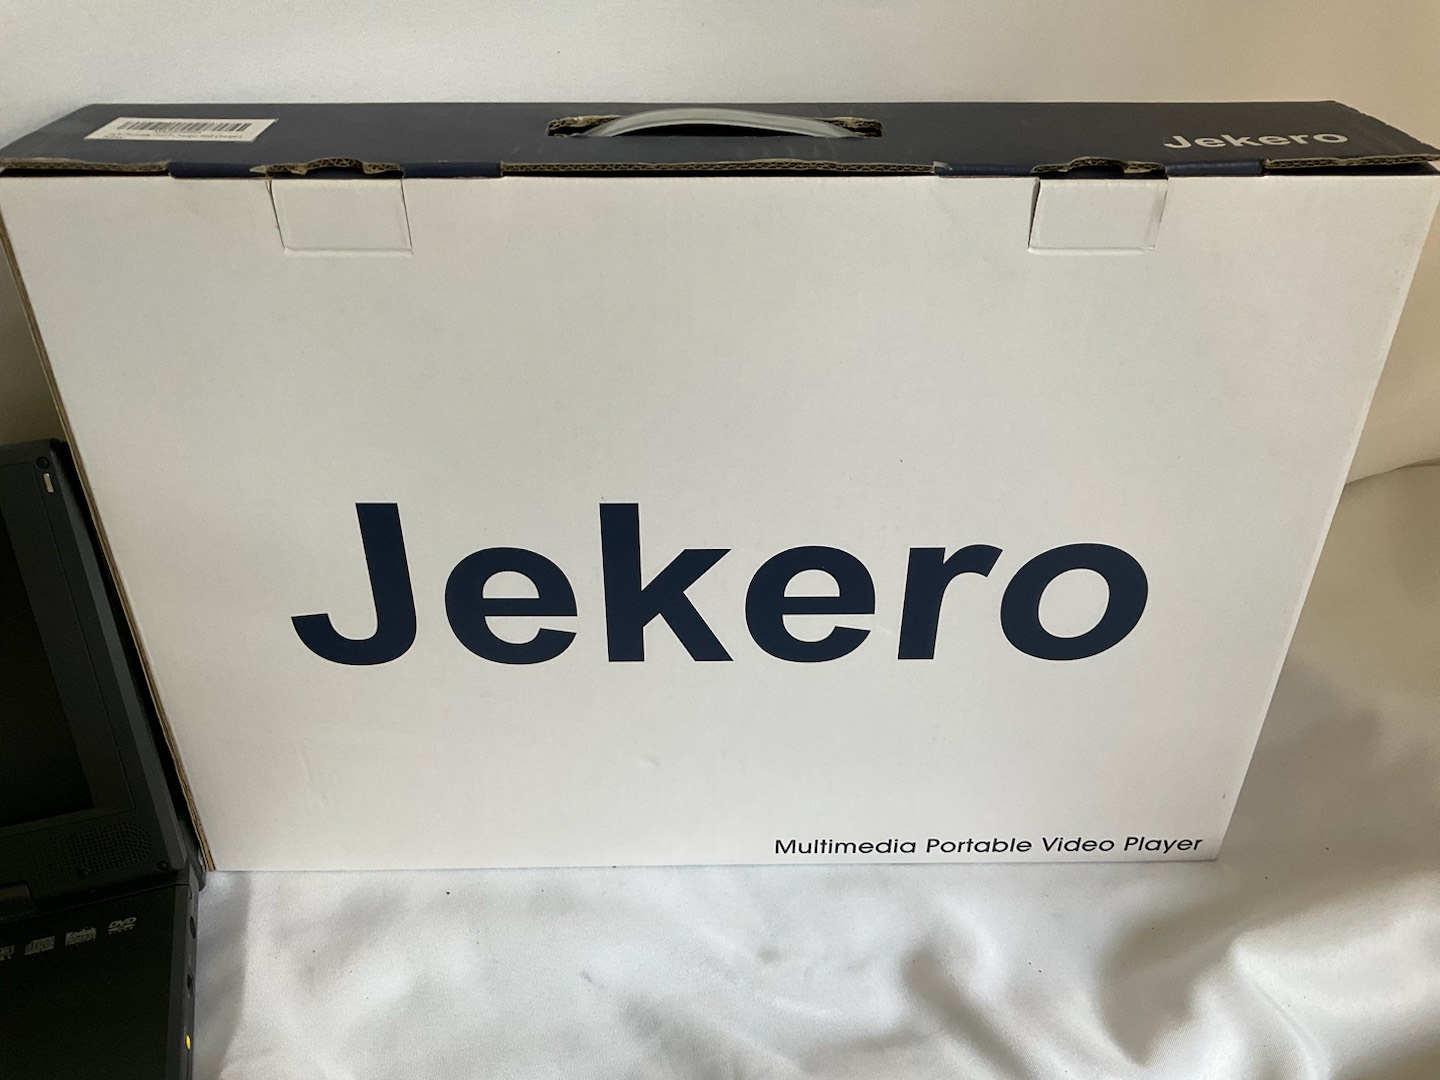 Jekero
Jekero
Multimedia Portable Video Player
Kodak
DVD